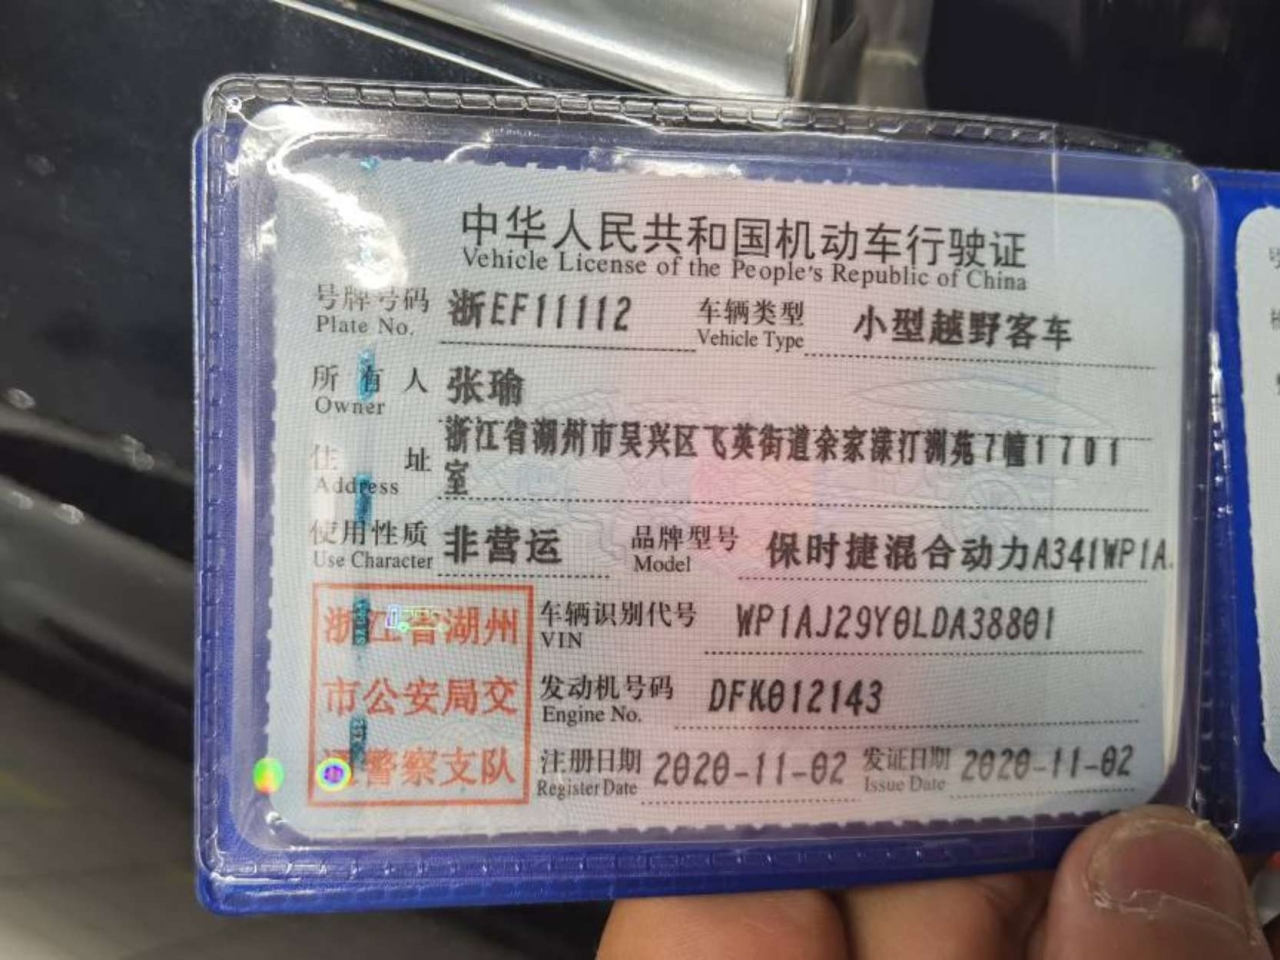 中华人民共和国机动车行驶证
Vehicle License of the People's Republic of China
号牌号码 浙EF11112 车辆类型 小型越野客车
Plate No. Vehicle Type
所有人 张瑜
Owner
浙江省湖州市吴兴区飞英街道余家漾汀洲苑7幢1701
住址 室
Address
使用性质 非营运 品牌型号 保时捷混合动力A341WP1A
Use Character Model
浙江省湖州 车辆识别代号 WP1AJ29Y0LDA38801
VIN
市公安局交 发动机号码 DFK012143
Engine No.
通警察支队 注册日期 2020-11-02 发证日期 2020-11-02
Register Date Issue Date